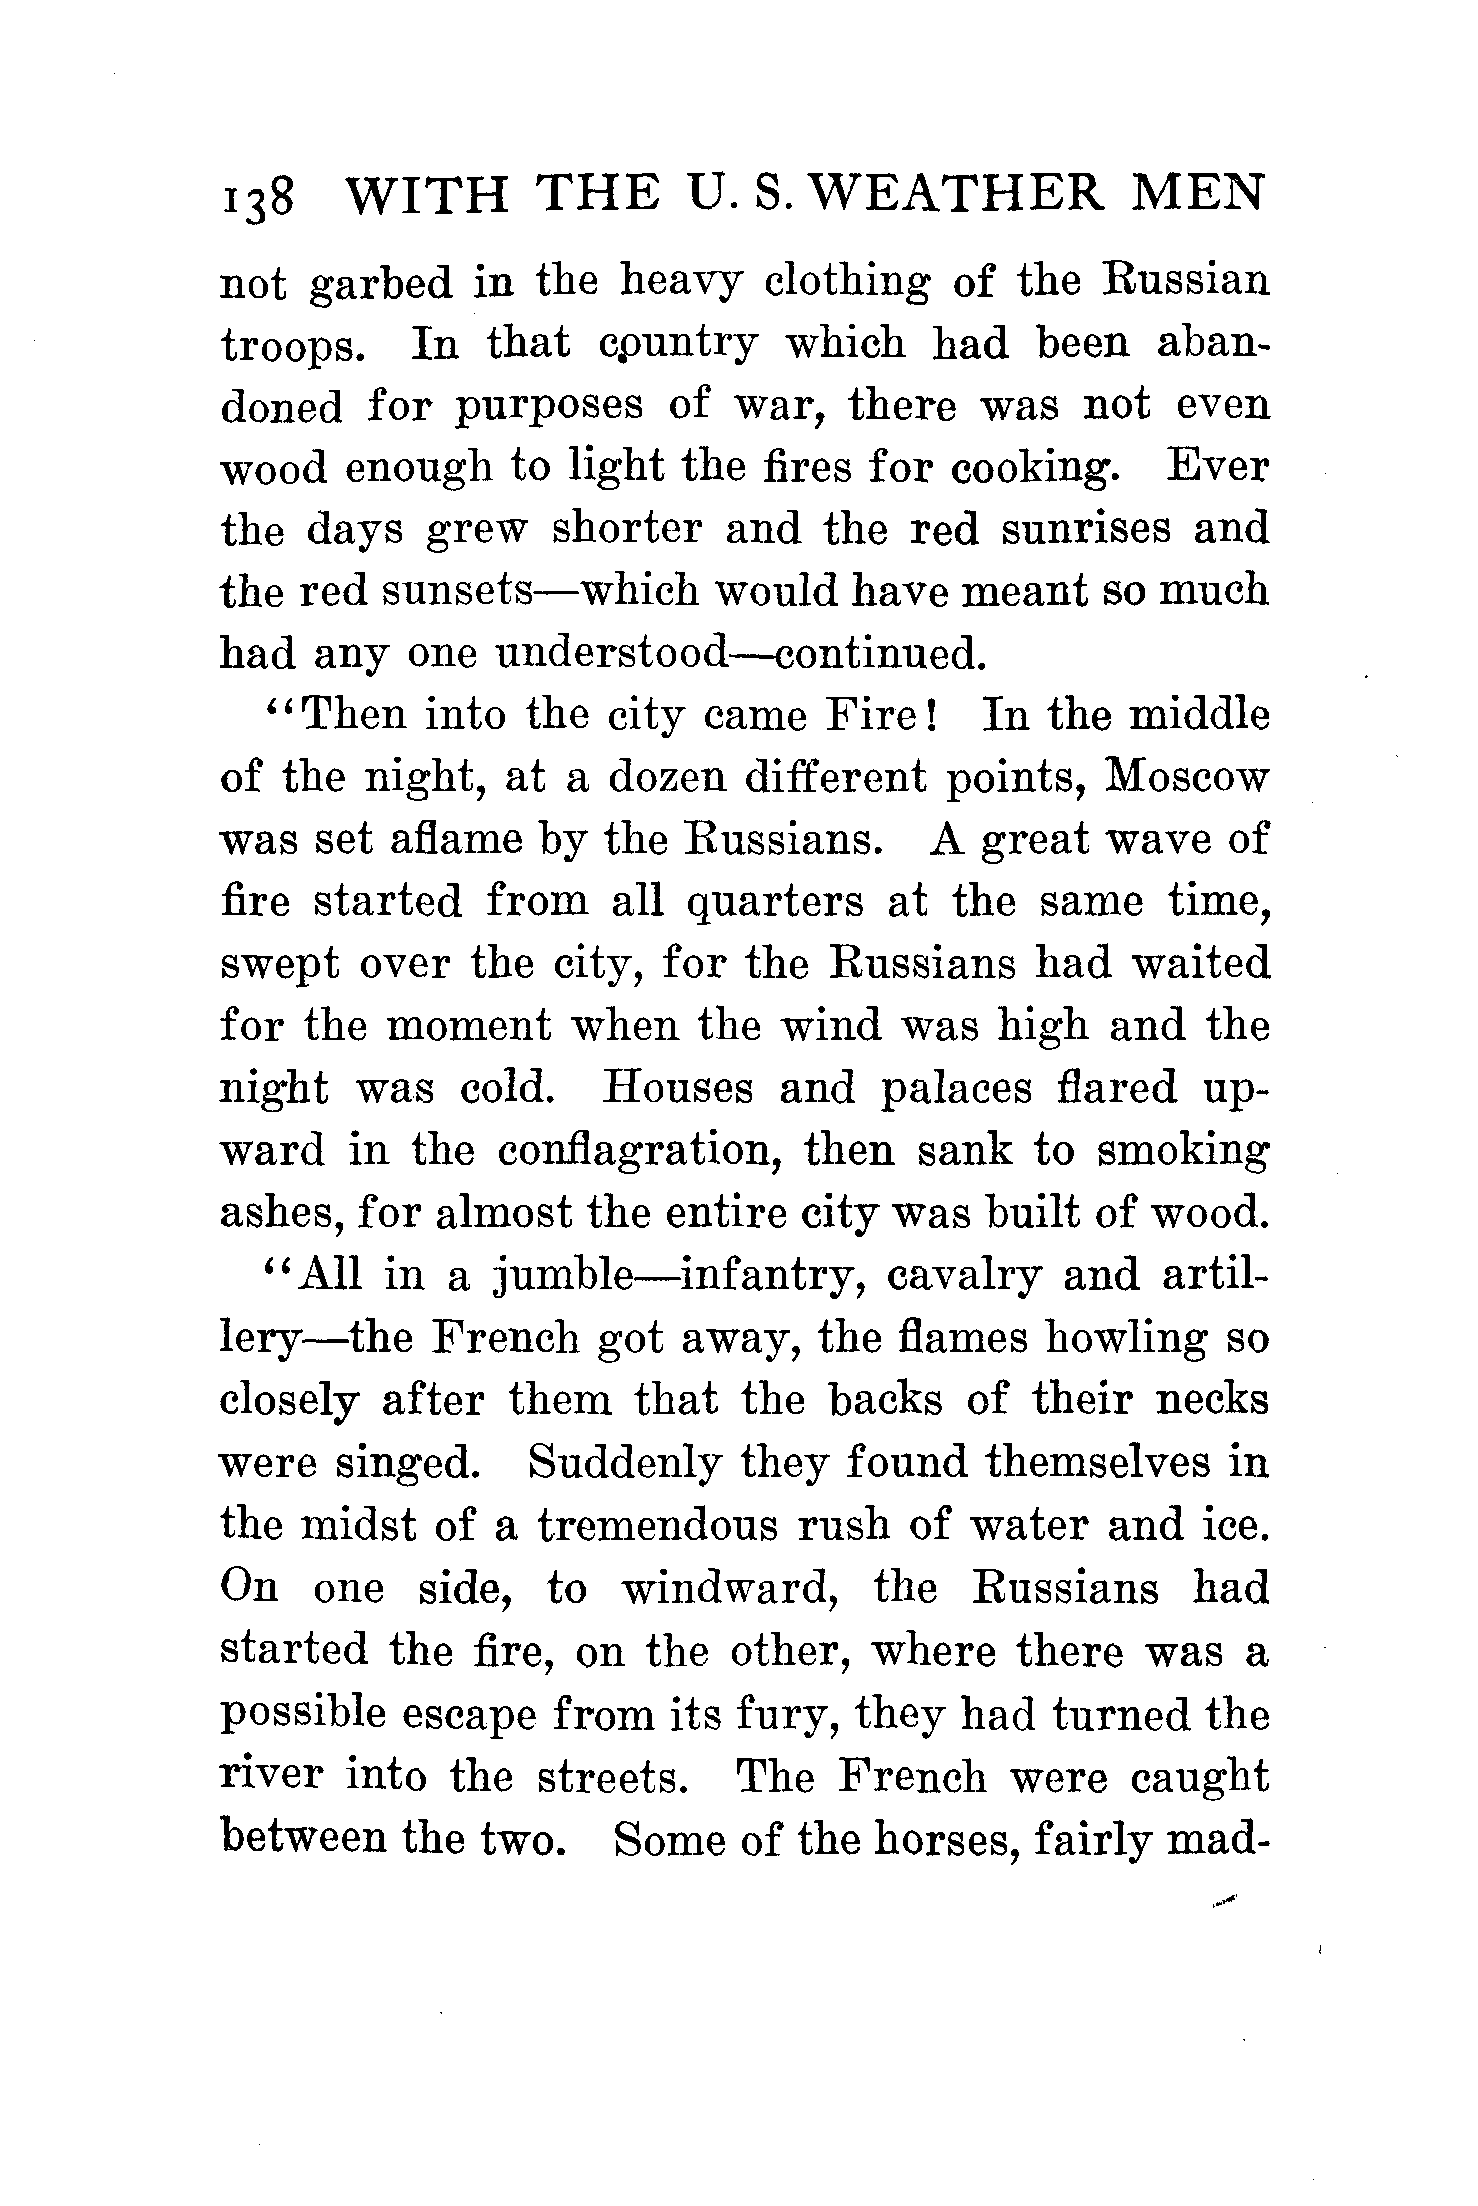 138 WITH THE U. S. WEATHER MEN
not garbed in the heavy clothing of the Russian
troops. In that country which had been aban-
doned for purposes of war, there was not even
wood enough to light the fires for cooking. Ever
the days grew shorter and the red sunrises and
the red sunsets—which would have meant so much
had any one understood—continued.
"Then into the city came Fire! In the middle
of the night, at a dozen different points, Moscow
was set aflame by the Russians. A great wave of
fire started from all quarters at the same time,
swept over the city, for the Russians had waited
for the moment when the wind was high and the
night was cold. Houses and palaces flared up-
ward in the conflagration, then sank to smoking
ashes, for almost the entire city was built of wood.
"All in a jumble—infantry, cavalry and artil-
lery—the French got away, the flames howling so
closely after them that the backs of their necks
were singed. Suddenly they found themselves in
the midst of a tremendous rush of water and ice.
On one side, to windward, the Russians had
started the fire, on the other, where there was a
possible escape from its fury, they had turned the
river into the streets. The French were caught
between the two. Some of the horses, fairly mad-